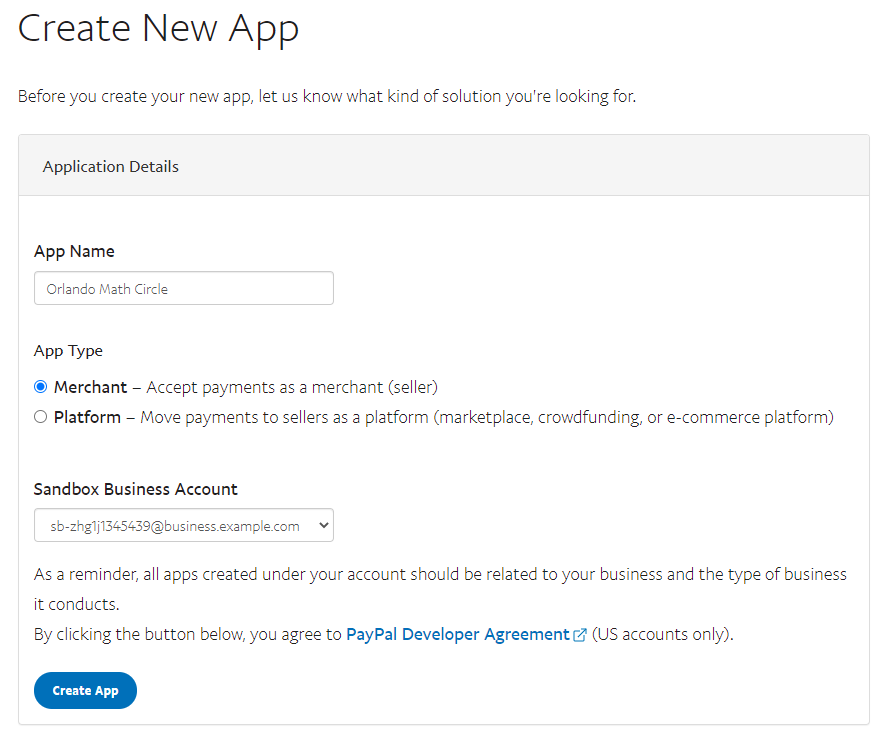 Create New App
Before you create your new app, let us know what kind of solution you're looking for.
Application Details
App Name
Orlando Math Circle
App Type
Merchant – Accept payments as a merchant (seller)
Platform – Move payments to sellers as a platform (marketplace, crowdfunding, or e-commerce platform)
Sandbox Business Account
sb-zhg1j1345439@business.example.com
As a reminder, all apps created under your account should be related to your business and the type of business
it conducts.
By clicking the button below, you agree to PayPal Developer Agreement (US accounts only).
Create App